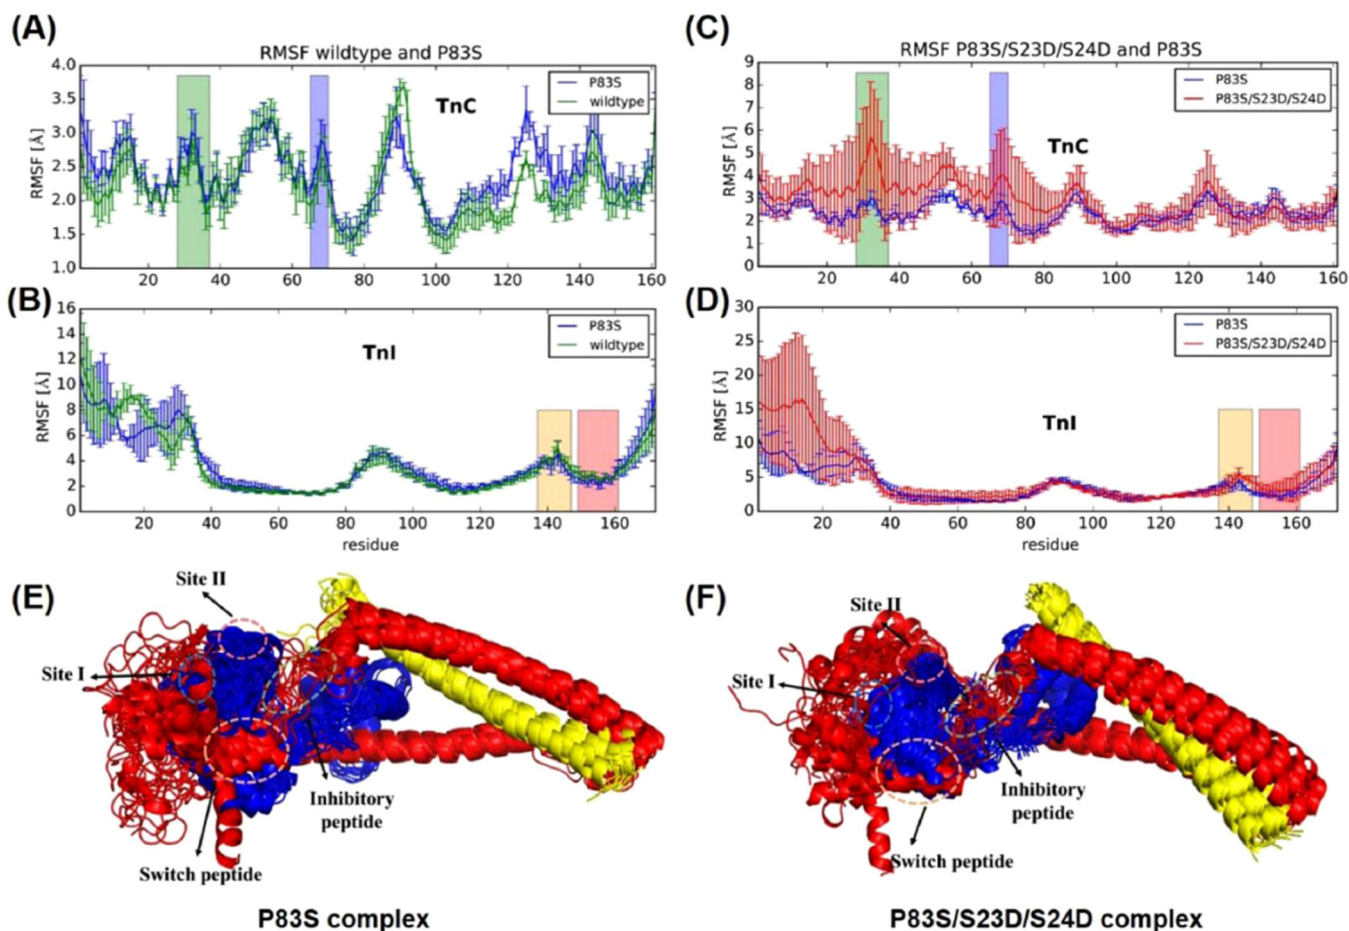 (A)
RMSF wildtype and P83S
4.0
3.5
3.0
2.5
2.0
1.5
1.0
RMSF [Å]
P83S
wildtype
TnC
20 40 60 80 100 120 140 160
(B)
16
14
12
10
8
6
4
2
0
RMSF [Å]
P83S
wildtype
TnI
20 40 60 80 100 120 140 160
residue
(C)
RMSF P83S/S23D/S24D and P83S
9
8
7
6
5
4
3
2
1
0
RMSF [Å]
P83S
P83S/S23D/S24D
TnC
20 40 60 80 100 120 140 160
(D)
30
25
20
15
10
5
0
RMSF [Å]
P83S
P83S/S23D/S24D
TnI
20 40 60 80 100 120 140 160
residue
(E)
Site II
Site I
Inhibitory
peptide
Switch peptide
P83S complex
(F)
Site II
Site I
Inhibitory
peptide
Switch peptide
P83S/S23D/S24D complex